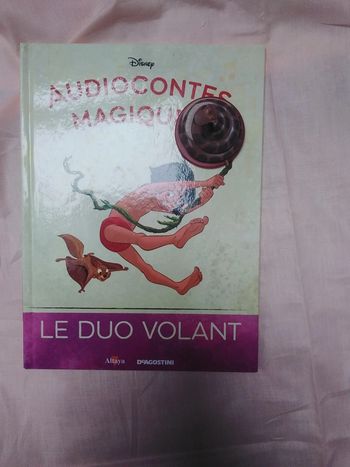 Disney
AUDIOCONTES
MAGIQU
LE DUO VOLANT
Altaya
DeAGOSTINI